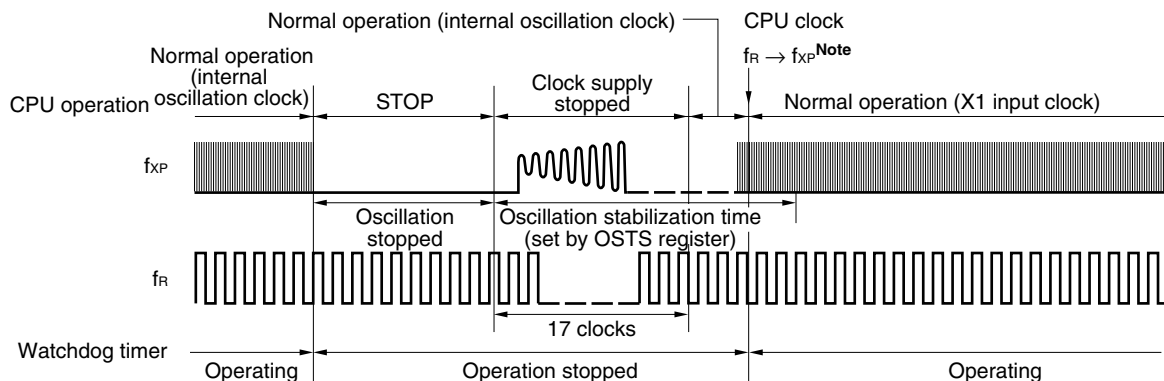 Normal operation (internal oscillation clock)
CPU clock
fR → fXPNote
Normal operation
(internal
oscillation clock)
CPU operation
STOP
Clock supply
stopped
Normal operation (X1 input clock)
fXP
Oscillation
stopped
Oscillation stabilization time
(set by OSTS register)
fR
17 clocks
Watchdog timer
Operating
Operation stopped
Operating